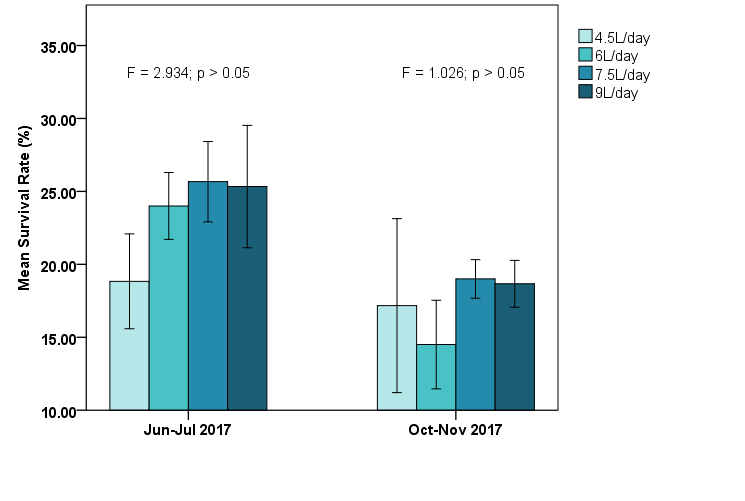 35.00
30.00
25.00
20.00
15.00
10.00
Mean Survival Rate (%)
F = 2.934; p > 0.05
F = 1.026; p > 0.05
4.5L/day
6L/day
7.5L/day
9L/day
Jun-Jul 2017
Oct-Nov 2017